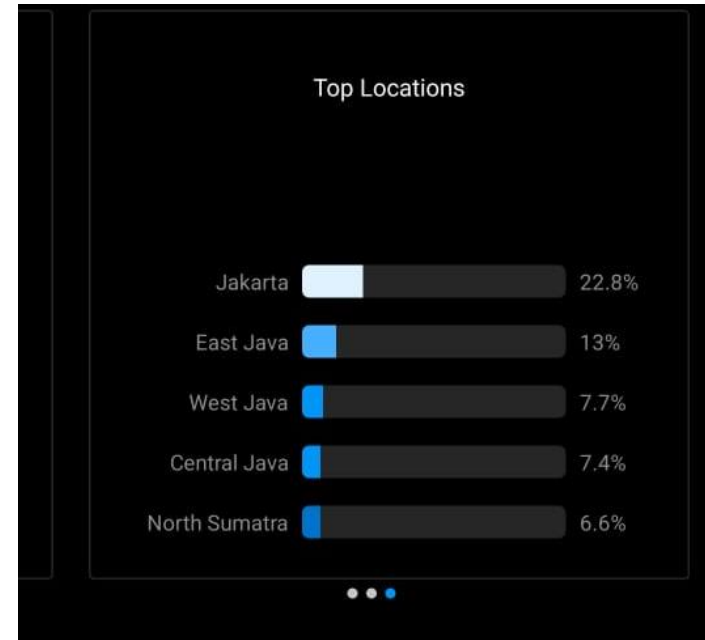 Top Locations
Jakarta 22.8%
East Java 13%
West Java 7.7%
Central Java 7.4%
North Sumatra 6.6%